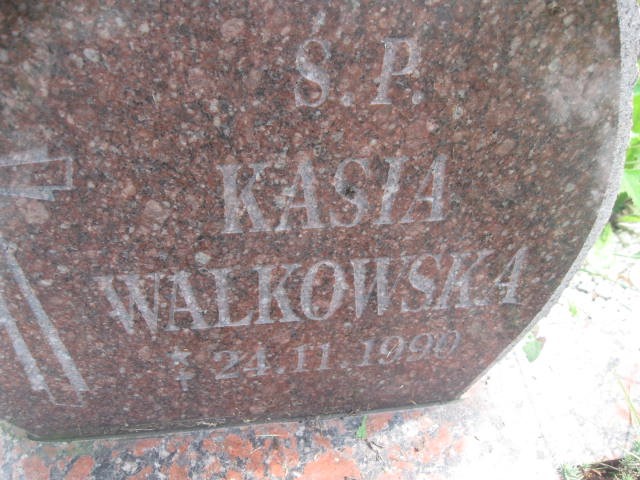 Ś.P.
KASIA
WALKOWSKA
*† 24.11.1990